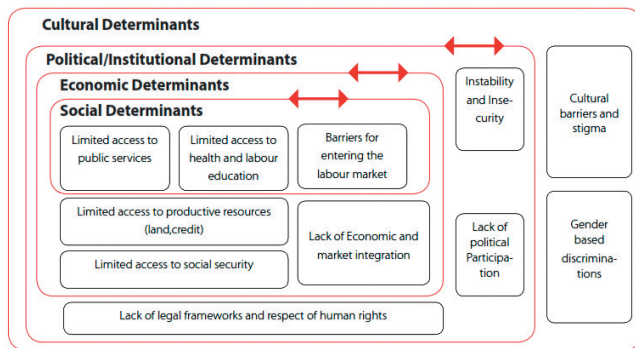 Cultural Determinants
Political/Institutional Determinants
Economic Determinants
Social Determinants
Limited access to
public services
Limited access to
health and labour
education
Barriers for
entering the
labour market
Limited access to productive resources
(land,credit)
Limited access to social security
Lack of Economic and
market integration
Lack of legal frameworks and respect of human rights
Instability
and Inse-
curity
Lack of
political
Participa-
tion
Cultural
barriers and
stigma
Gender
based
discrimina-
tions